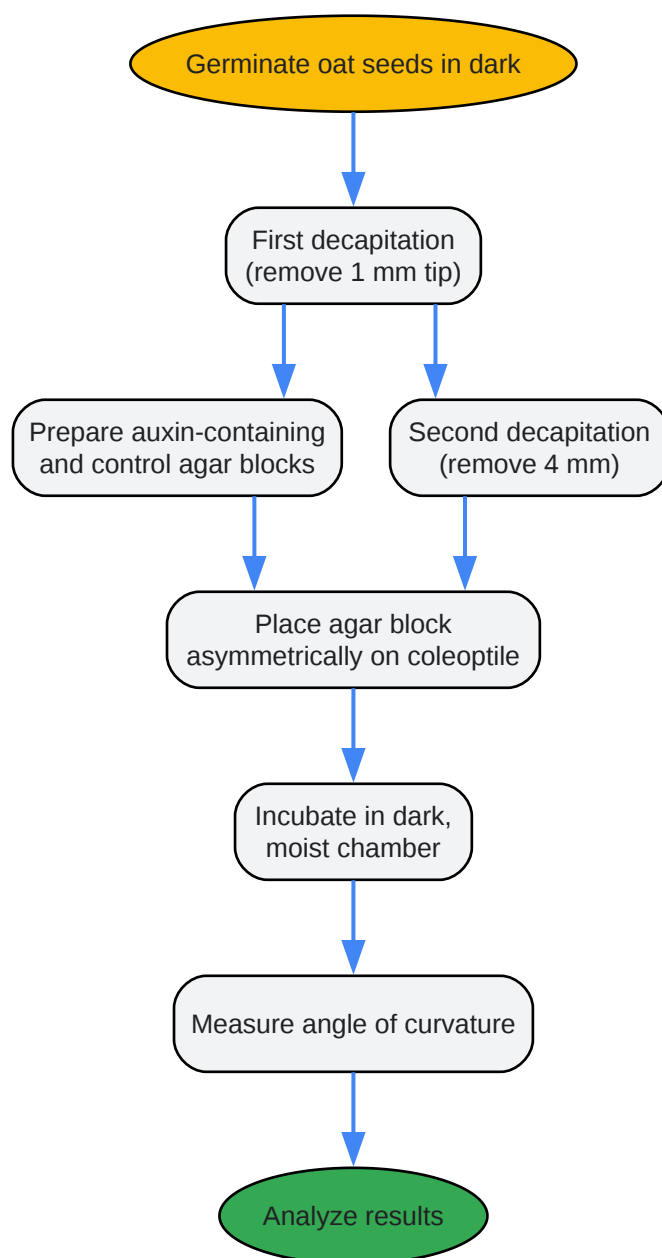 Germinate oat seeds in dark
First decapitation
(remove 1 mm tip)
Prepare auxin-containing
and control agar blocks
Second decapitation
(remove 4 mm)
Place agar block
asymmetrically on coleoptile
Incubate in dark,
moist chamber
Measure angle of curvature
Analyze results